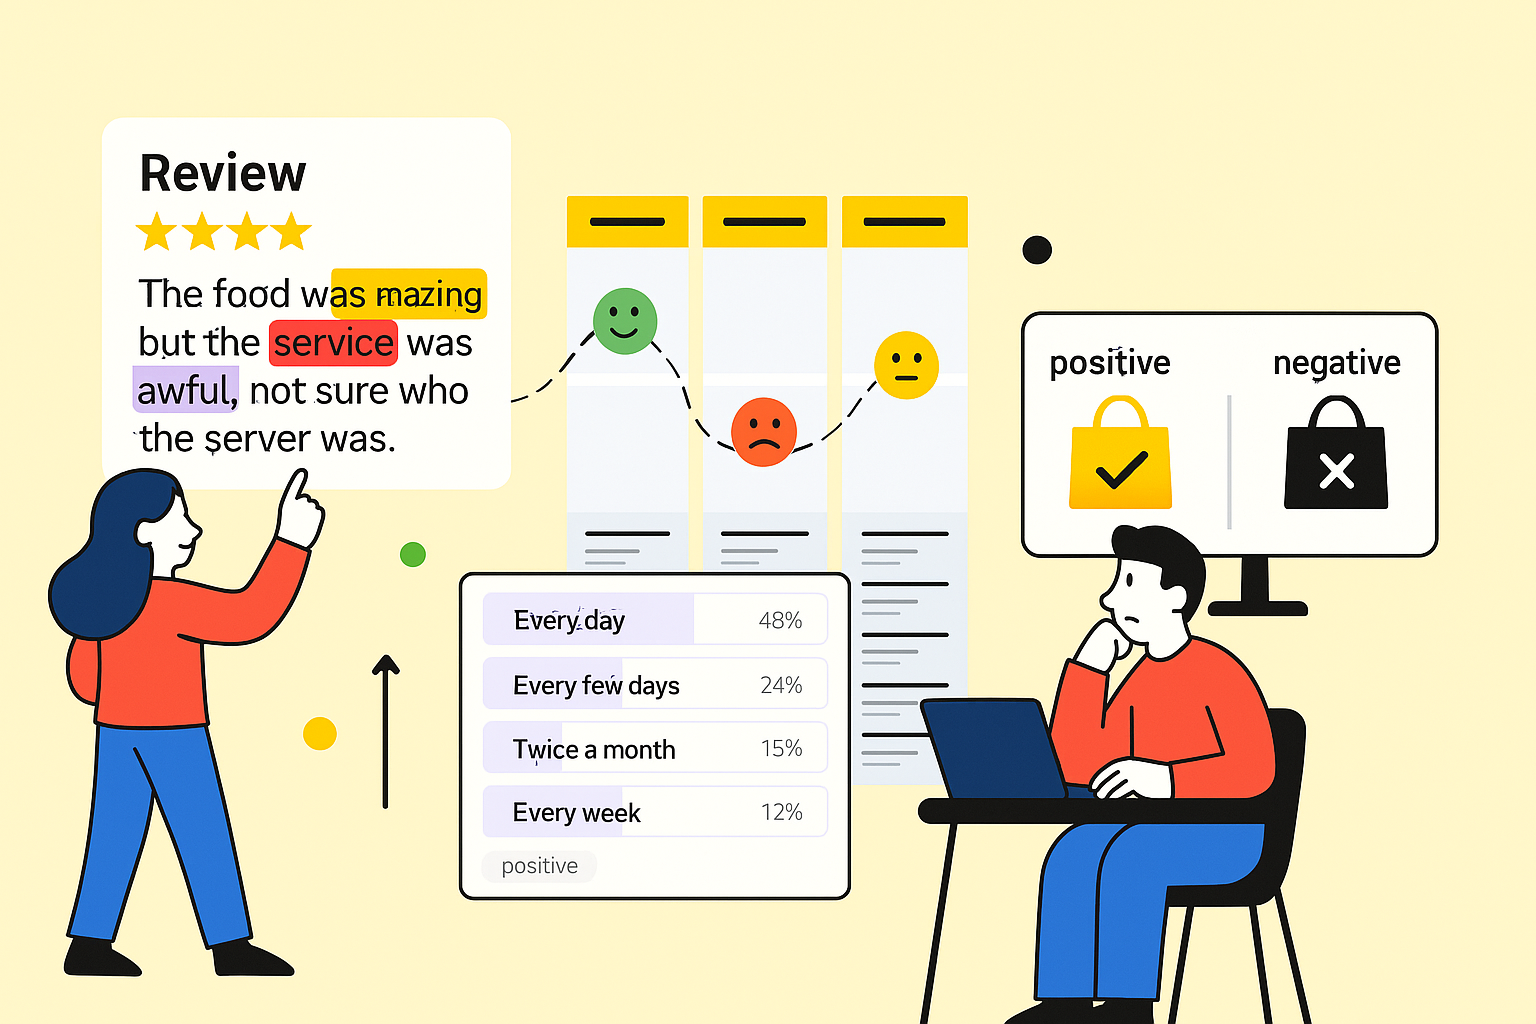 Review
The food was mazing
but the service was
awful, not sure who
the server was.
positive negative
Every day 48%
Every few days 24%
Twice a month 15%
Every week 12%
positive